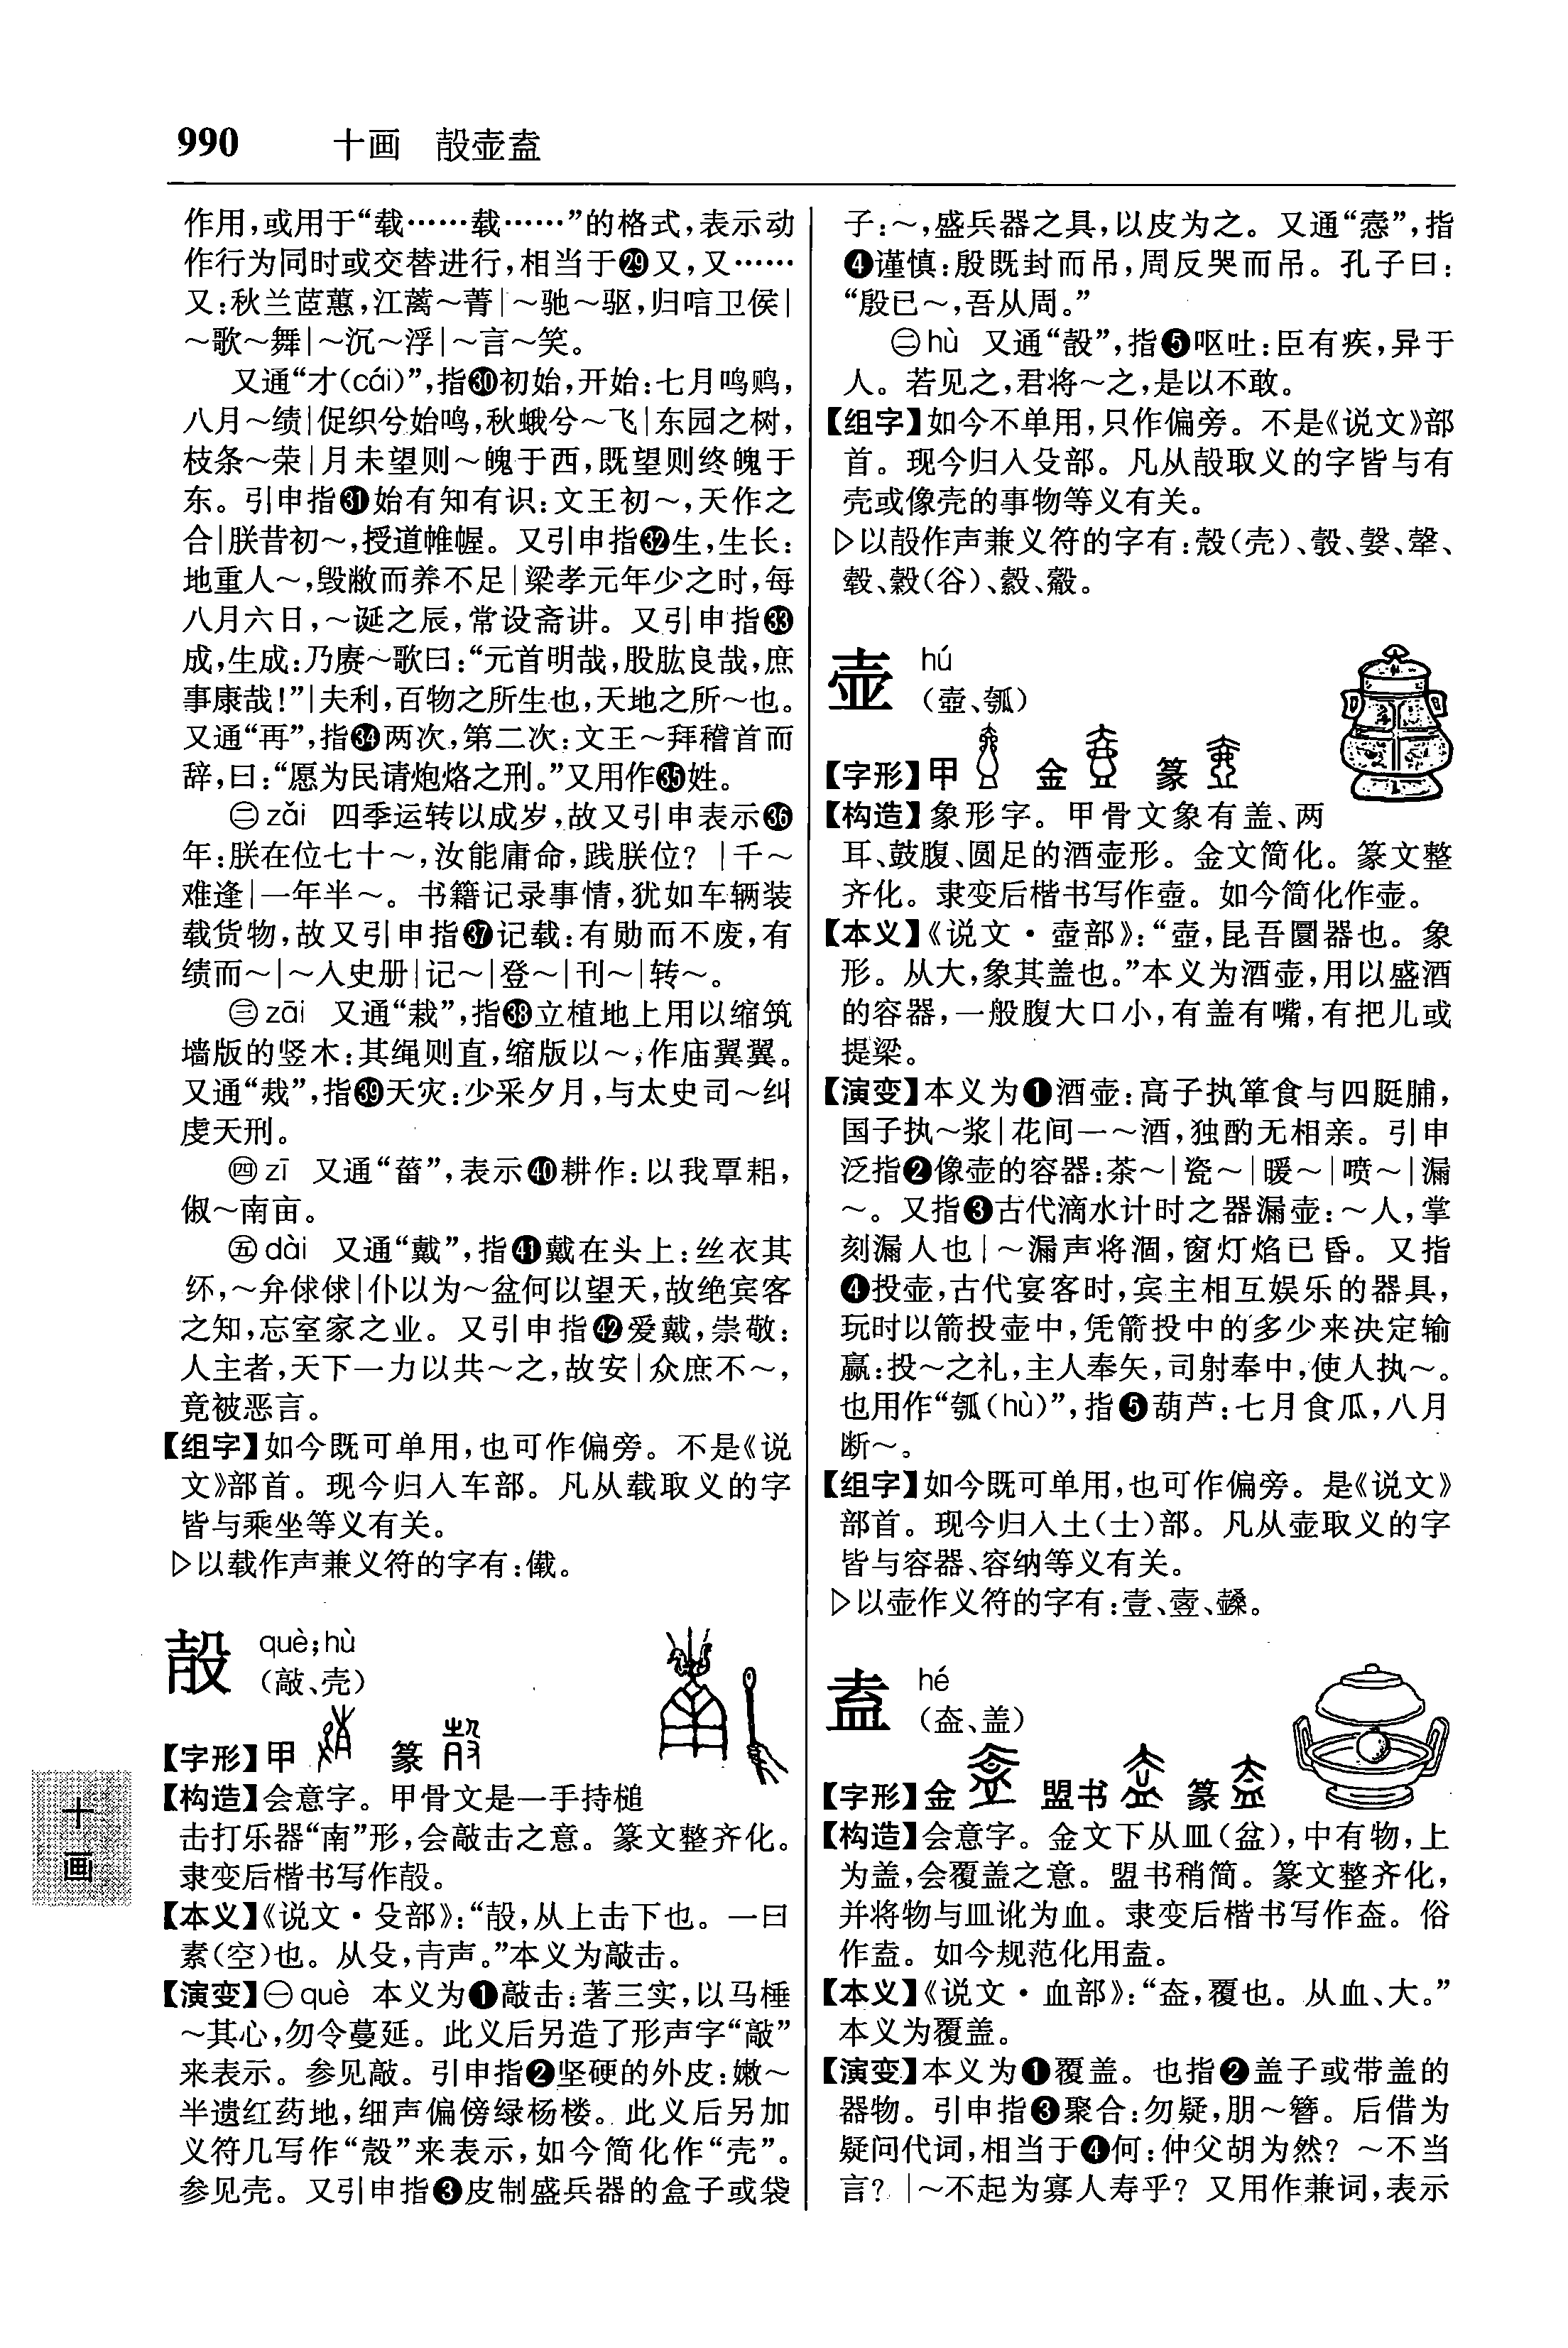 990 十画 㱿壶盍
作用，或用于“载……载……”的格式，表示动
作行为同时或交替进行，相当于㉙又，又……
又：秋兰茝蕙，江蓠～菁|～驰～驱，归唁卫侯|
～歌～舞|～沉～浮|～言～笑。
又通“才(cái)”，指㉚初始，开始：七月鸣鵙，
八月～绩|促织兮始鸣，秋蛾兮～飞|东园之树，
枝条～荣|月未望则～魄于西，既望则终魄于
东。引申指㉛始有知有识：文王初～，天作之
合|朕昔初～，授道帷幄。又引申指㉜生，生长：
地重人～，毁敝而养不足|梁孝元年少之时，每
八月六日，～诞之辰，常设斋讲。又引申指㉝
成，生成：乃赓～歌曰：“元首明哉，股肱良哉，庶
事康哉！”|夫利，百物之所生也，天地之所～也。
又通“再”，指㉞两次，第二次：文王～拜稽首而
辞，曰：“愿为民请炮烙之刑。”又用作㉟姓。
㊁zǎi 四季运转以成岁，故又引申表示㊱
年：朕在位七十～，汝能庸命，践朕位？|千～
难逢|一年半～。书籍记录事情，犹如车辆装
载货物，故又引申指㊲记载：有勋而不废，有
绩而～|～入史册|记～|登～|刊～|转～。
㊂zāi 又通“栽”，指㊳立植地上用以缩筑
墙版的竖木：其绳则直，缩版以～，作庙翼翼。
又通“烖”，指㊴天灾：少采夕月，与太史司～纠
虔天刑。
㊃zī 又通“菑”，表示㊵耕作：以我覃耜，
俶～南亩。
㊄dài 又通“戴”，指㊶戴在头上：丝衣其
紑，～弁俅俅|仆以为～盆何以望天，故绝宾客
之知，忘室家之业。又引申指㊷爱戴，崇敬：
人主者，天下一力以共～之，故安|众庶不～，
竟被恶言。
【组字】如今既可单用，也可作偏旁。不是《说
文》部首。现今归入车部。凡从载取义的字
皆与乘坐等义有关。
▷以载作声兼义符的字有：儎。
㱿 què；hù
（敲、壳）
【字形】甲 篆
【构造】会意字。甲骨文是一手持槌
击打乐器“南”形，会敲击之意。篆文整齐化。
隶变后楷书写作㱿。
【本义】《说文·殳部》：“㱿，从上击下也。一曰
素（空）也。从殳，青声。”本义为敲击。
【演变】㊀què 本义为❶敲击：著三实，以马棰
～其心，勿令蔓延。此义后另造了形声字“敲”
来表示。参见敲。引申指❷坚硬的外皮：嫩～
半遗红药地，细声偏傍绿杨楼。此义后另加
义符几写作“殼”来表示，如今简化作“壳”。
参见壳。又引申指❸皮制盛兵器的盒子或袋
子：～，盛兵器之具，以皮为之。又通“悫”，指
❹谨慎：殷既封而吊，周反哭而吊。孔子曰：
“殷已～，吾从周。”
㊁hù 又通“㱿”，指❺呕吐：臣有疾，异于
人。若见之，君将～之，是以不敢。
【组字】如今不单用，只作偏旁。不是《说文》部
首。现今归入殳部。凡从㱿取义的字皆与有
壳或像壳的事物等义有关。
▷以㱿作声兼义符的字有：殻（壳）、彀、嫢、毄、
毂、榖（谷）、縠、觳。
壶 hú
（壺、瓠）
【字形】甲 金 篆
【构造】象形字。甲骨文象有盖、两
耳、鼓腹、圆足的酒壶形。金文简化。篆文整
齐化。隶变后楷书写作壺。如今简化作壶。
【本义】《说文·壺部》：“壺，昆吾圜器也。象
形。从大，象其盖也。”本义为酒壶，用以盛酒
的容器，一般腹大口小，有盖有嘴，有把儿或
提梁。
【演变】本义为❶酒壶：高子执箪食与四脡脯，
国子执～浆|花间一～酒，独酌无相亲。引申
泛指❷像壶的容器：茶～|瓷～|暖～|喷～|漏
～。又指❸古代滴水计时之器漏壶：～人，掌
刻漏人也|～漏声将涸，窗灯焰已昏。又指
❹投壶，古代宴客时，宾主相互娱乐的器具，
玩时以箭投壶中，凭箭投中的多少来决定输
赢：投～之礼，主人奉矢，司射奉中，使人执～。
也用作“瓠(hù)”，指❺葫芦：七月食瓜，八月
断～。
【组字】如今既可单用，也可作偏旁。是《说文》
部首。现今归入土（士）部。凡从壶取义的字
皆与容器、容纳等义有关。
▷以壶作义符的字有：壹、壼、㯱。
盍 hé
（盇、盖）
【字形】金 盟书 篆
【构造】会意字。金文下从皿（盆），中有物，上
为盖，会覆盖之意。盟书稍简。篆文整齐化，
并将物与皿讹为血。隶变后楷书写作盇。俗
作盍。如今规范化用盍。
【本义】《说文·血部》：“盇，覆也。从血、大。”
本义为覆盖。
【演变】本义为❶覆盖。也指❷盖子或带盖的
器物。引申指❸聚合：勿疑，朋～簪。后借为
疑问代词，相当于❹何：仲父胡为然？～不当
言？|～不起为寡人寿乎？又用作兼词，表示
十画